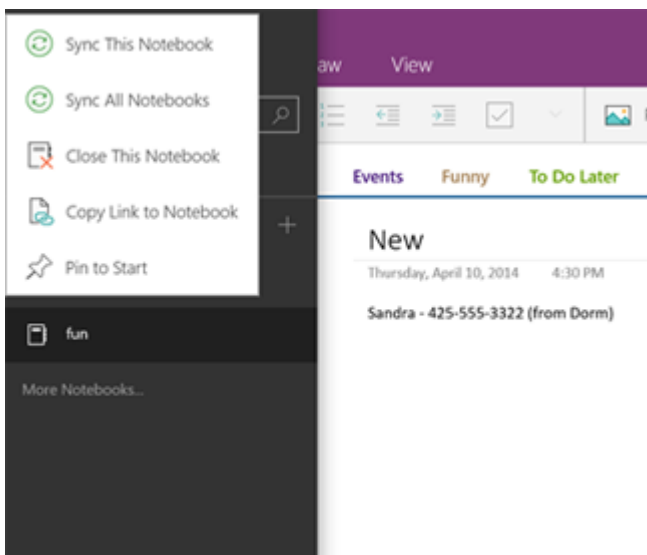 Sync This Notebook
Sync All Notebooks
Close This Notebook
Copy Link to Notebook
Pin to Start
fun
More Notebooks...
aw View
Events Funny To Do Later
New
Thursday, April 10, 2014 4:30 PM
Sandra - 425-555-3322 (from Dorm)